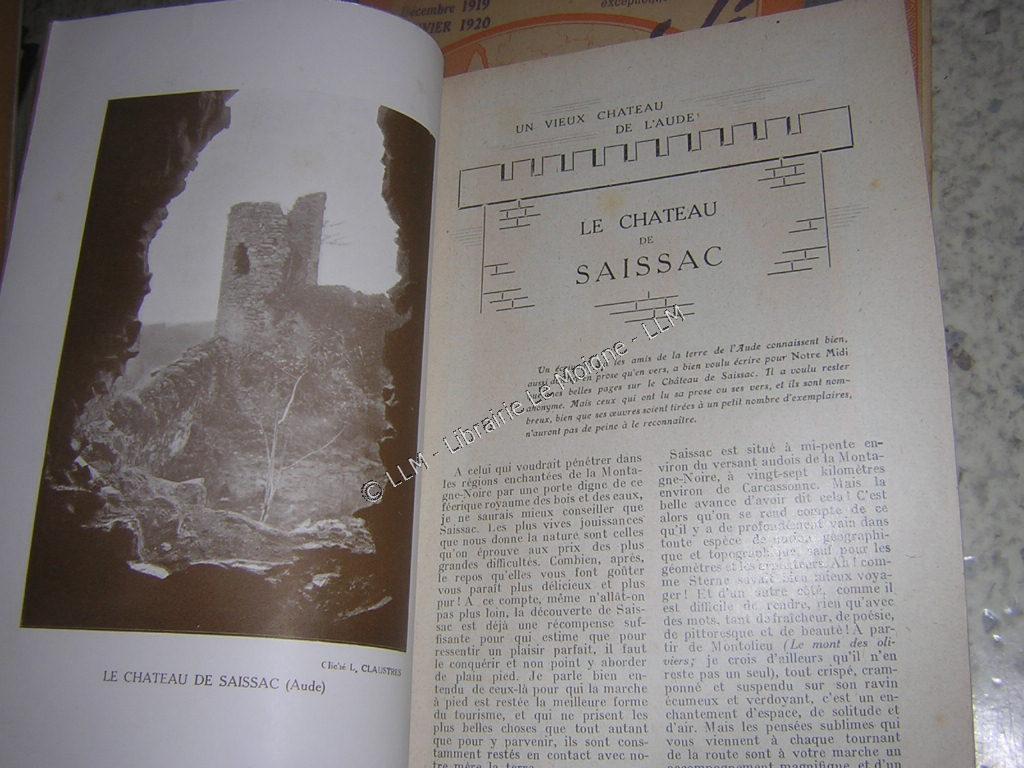 Décembre 1919
JANVIER 1920
LE CHATEAU DE SAISSAC (Aude)
Cliché L. CLAUSTRES
UN VIEUX CHATEAU
DE L'AUDE
LE CHATEAU
DE
SAISSAC
Un les amis de la terre de l'Aude connaissent bien,
aussi en prose qu'en vers, a bien voulu écrire pour Notre Midi
quelques belles pages sur le Château de Saissac. Il a voulu rester
anonyme. Mais ceux qui ont lu sa prose ou ses vers, et ils sont nom-
breux, bien que ses œuvres soient tirées à un petit nombre d'exemplaires,
n'auront pas de peine à le reconnaître.
A celui qui voudrait pénétrer dans
les régions enchantées de la Monta-
gne-Noire par une porte digne de ce
féerique royaume des bois et des eaux,
je ne saurais mieux conseiller que
Saissac. Les plus vives jouissances
que nous donne la nature sont celles
qu'on éprouve aux prix des plus
grandes difficultés. Combien, après,
le repos qu'elles vous font goûter
vous paraît plus délicieux et plus
pur! A ce compte, même n'allât-on
pas plus loin, la découverte de Sais-
sac est déjà une récompense suf-
fisante pour qui estime que pour
ressentir un plaisir parfait, il faut
le conquérir et non point y aborder
de plain pied. Je parle bien en-
tendu de ceux-là pour qui la marche
à pied est restée la meilleure forme
du tourisme, et qui ne prisent les
plus belles choses que tout autant
que pour y parvenir, ils sont cons-
tamment restés en contact avec no-
tre mère la terre.
Saissac est situé à mi-pente en-
viron du versant audois de la Monta-
gne-Noire, à vingt-sept kilomètres
environ de Carcassonne. Mais la
belle avance d'avoir dit cela! C'est
alors qu'on se rend compte de ce
qu'il y a de profondément vain dans
toute espèce de notion géographi-
que et topographique, sauf pour les
géomètres et les arpenteurs. Ah! com-
me Sterne savait bien mieux voya-
ger! Et d'un autre côté, comme il
est difficile de rendre, rien qu'avec
des mots, tant de fraîcheur, de poésie,
de pittoresque et de beauté! A par-
tir de Montolieu (Le mont des oli-
viers; je crois d'ailleurs qu'il n'en
reste pas un seul), tout crispé, cram-
ponné et suspendu sur son ravin
écumeux et verdoyant, c'est un en-
chantement d'espace, de solitude et
d'air. Mais les pensées sublimes qui
vous viennent à chaque tournant
de la route sont à votre marche un
accompagnement magnifique, et d'un
© LLM - Librairie Le Moigne - LLM